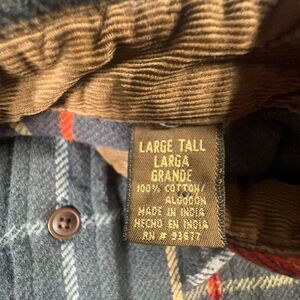 LARGE TALL
LARGA
GRANDE
100% COTTON/
ALGODON
MADE IN INDIA
HECHO EN INDIA
RN # 93677